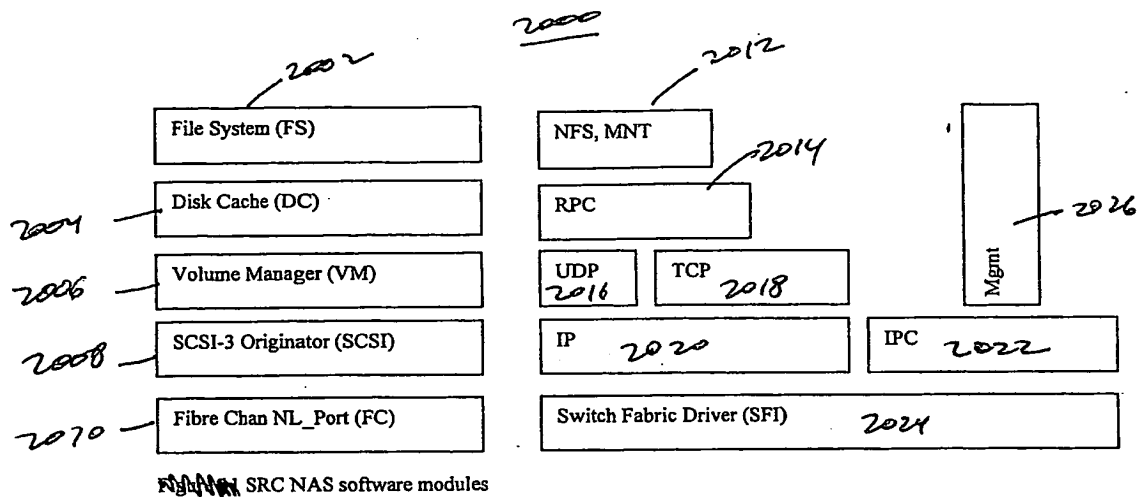 2000
2002
2012
File System (FS)
NFS, MNT
2014
Disk Cache (DC)
RPC
2004
2026
Volume Manager (VM)
UDP
2016
TCP
2018
Mgmt
2006
SCSI-3 Originator (SCSI)
IP 2020
IPC 2022
2008
Fibre Chan NL_Port (FC)
Switch Fabric Driver (SFI) 2024
2010
SRC NAS software modules